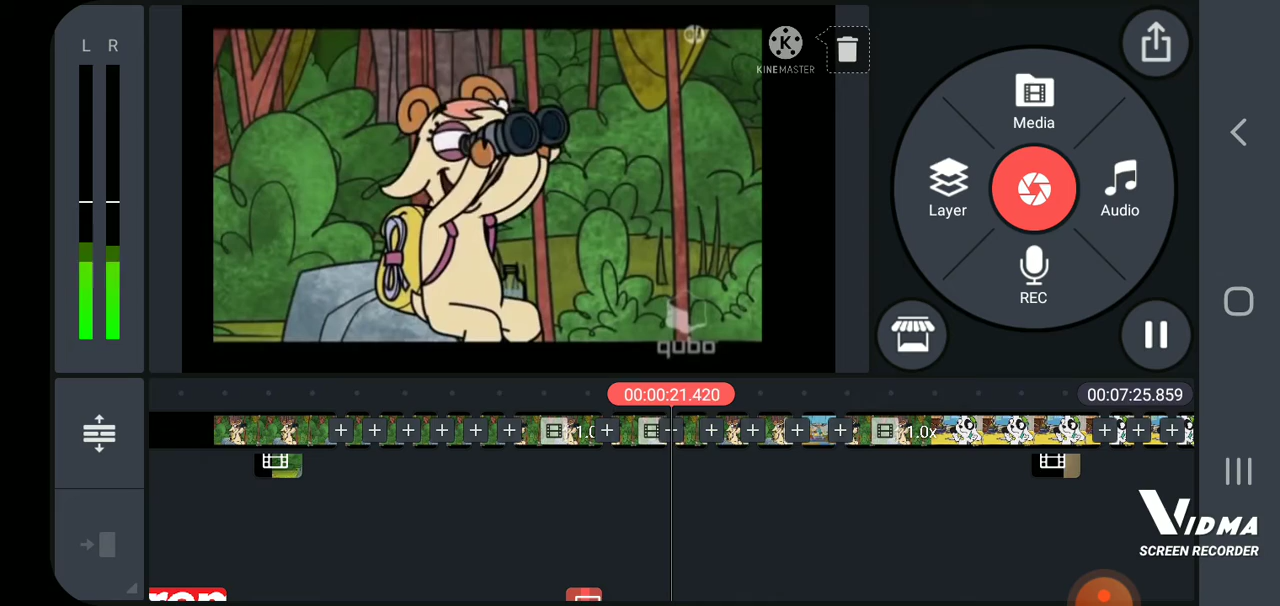 L R
KINEMASTER
Media
Layer
Audio
REC
qubo
00:00:21.420
00:07:25.859
1.0x
VIDMA
SCREEN RECORDER